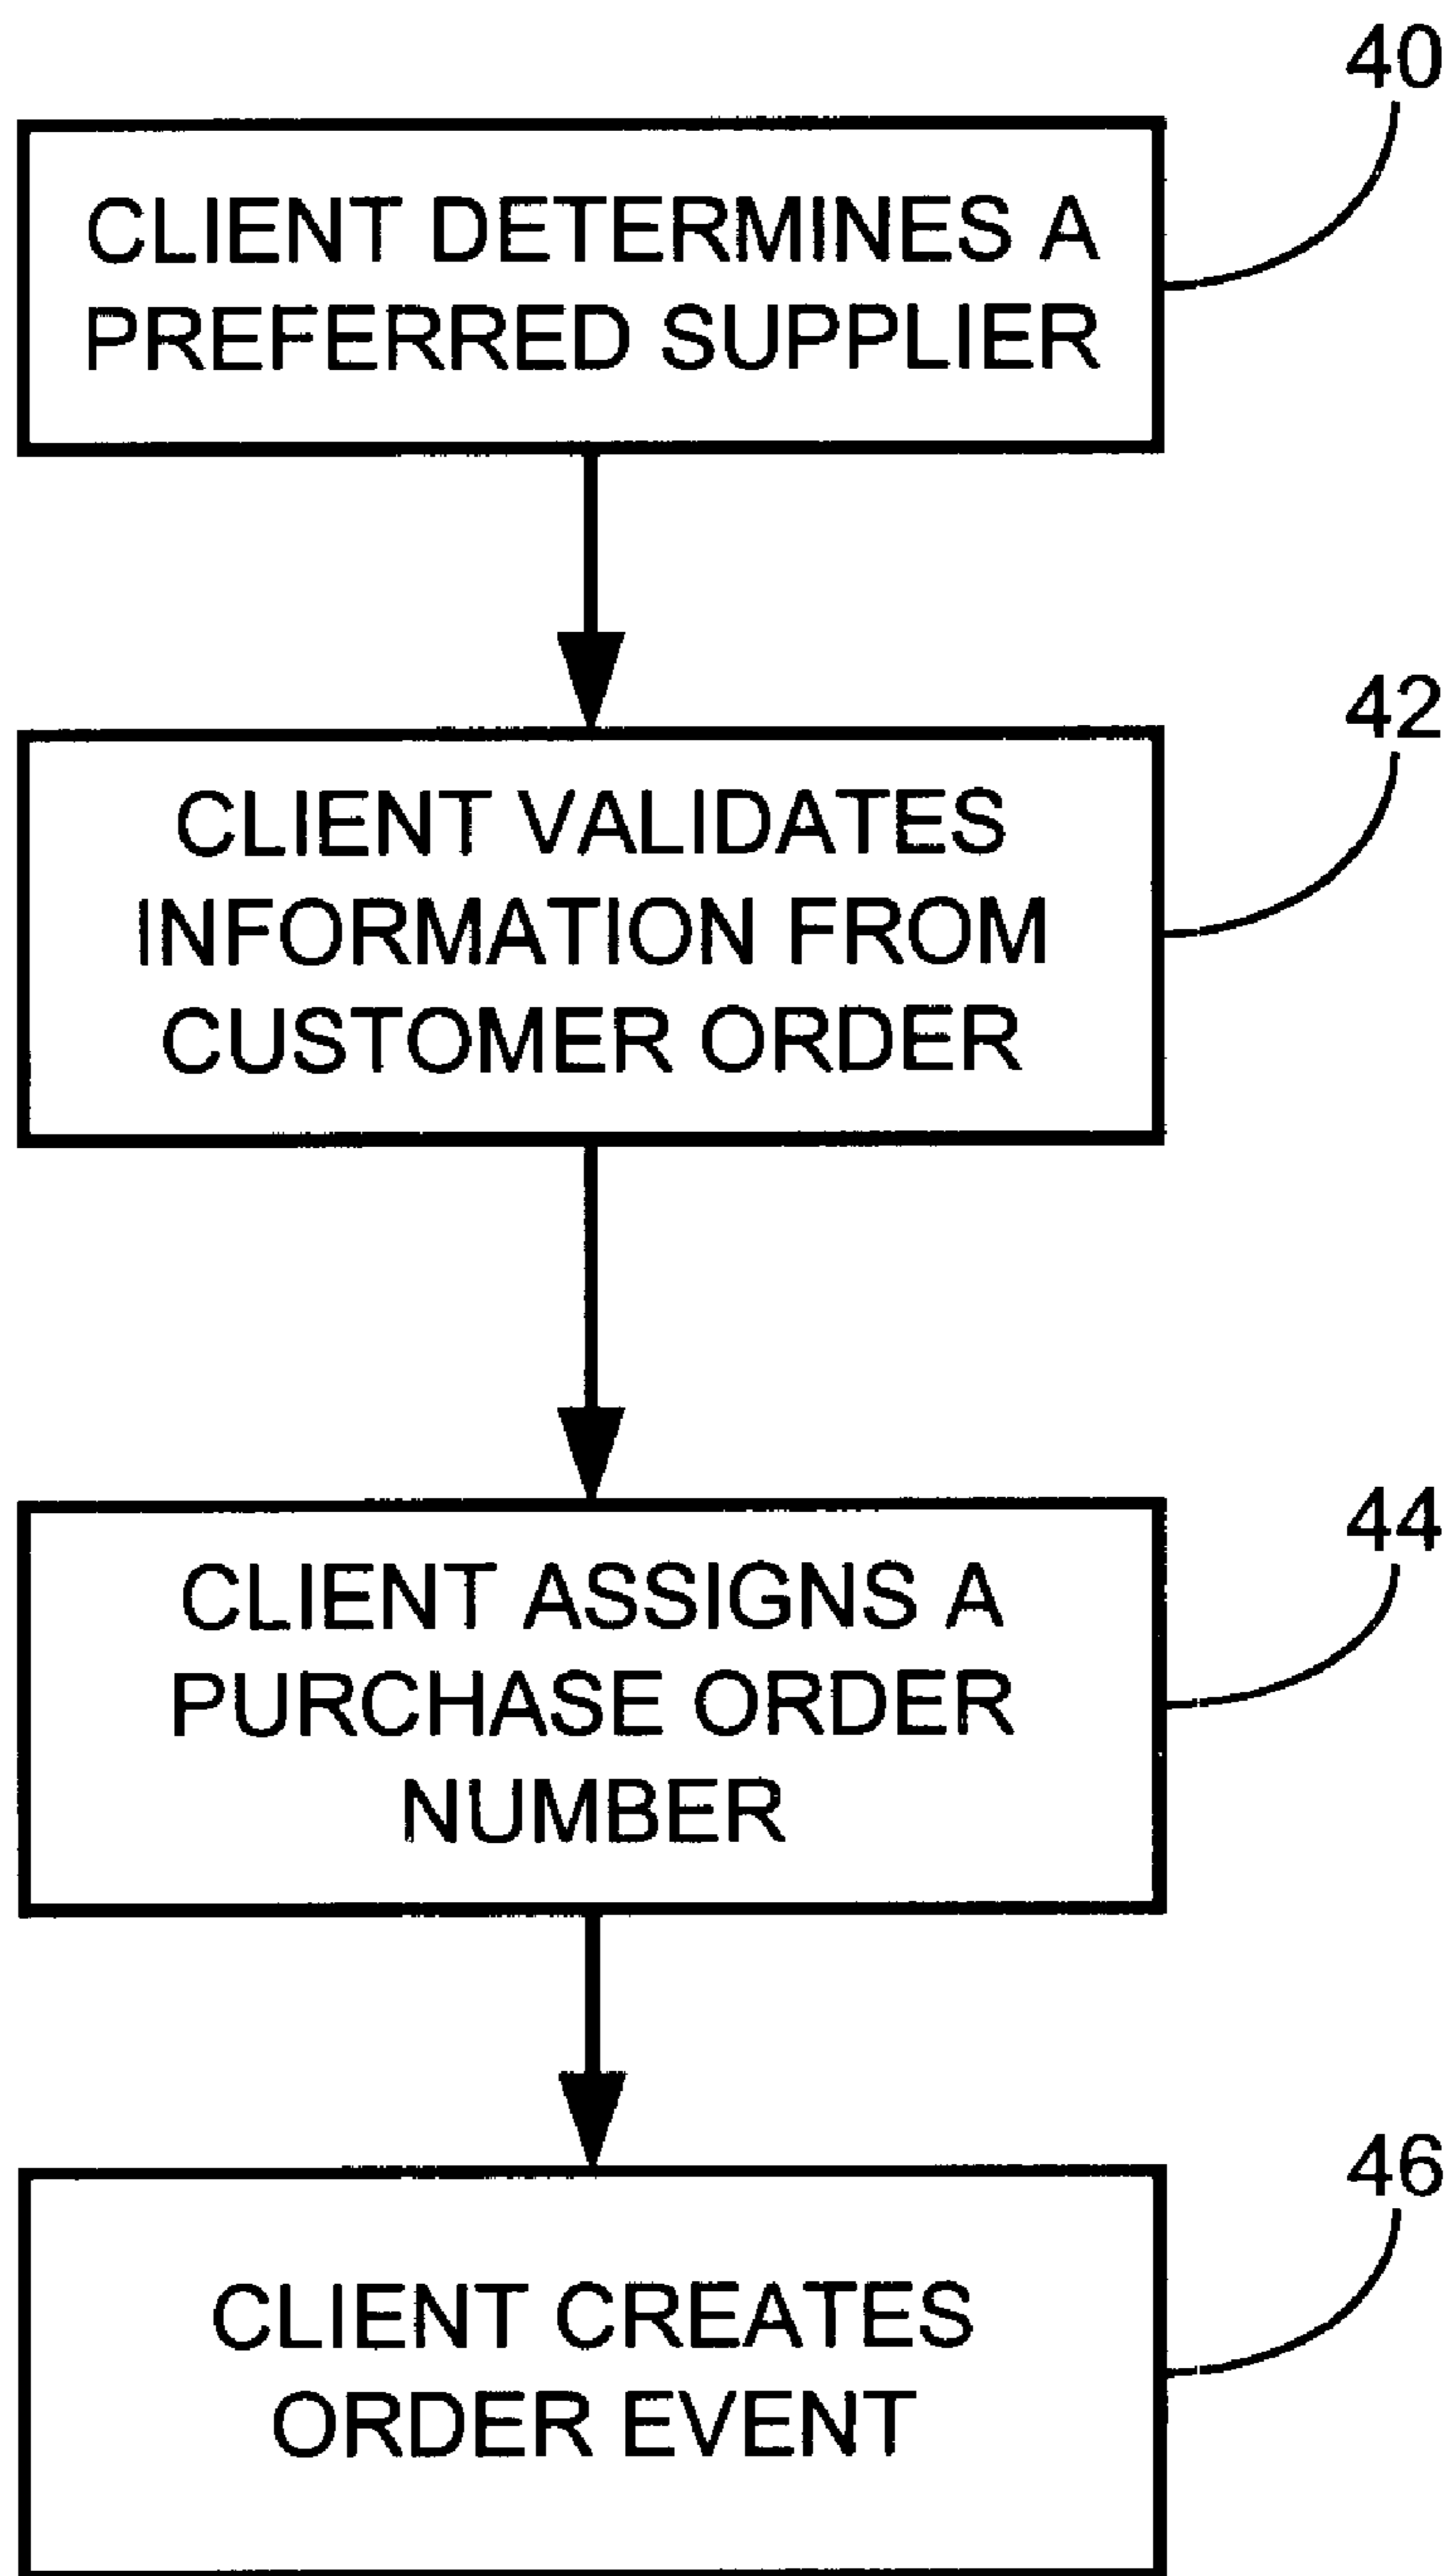 40
CLIENT DETERMINES A
PREFERRED SUPPLIER
42
CLIENT VALIDATES
INFORMATION FROM
CUSTOMER ORDER
44
CLIENT ASSIGNS A
PURCHASE ORDER
NUMBER
46
CLIENT CREATES
ORDER EVENT